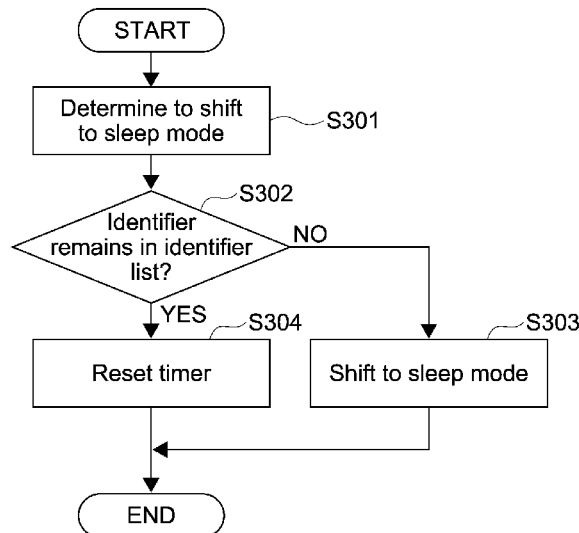 START
Determine to shift
to sleep mode
S301
S302
Identifier
remains in identifier
list?
NO
YES
S304
S303
Reset timer
Shift to sleep mode
END